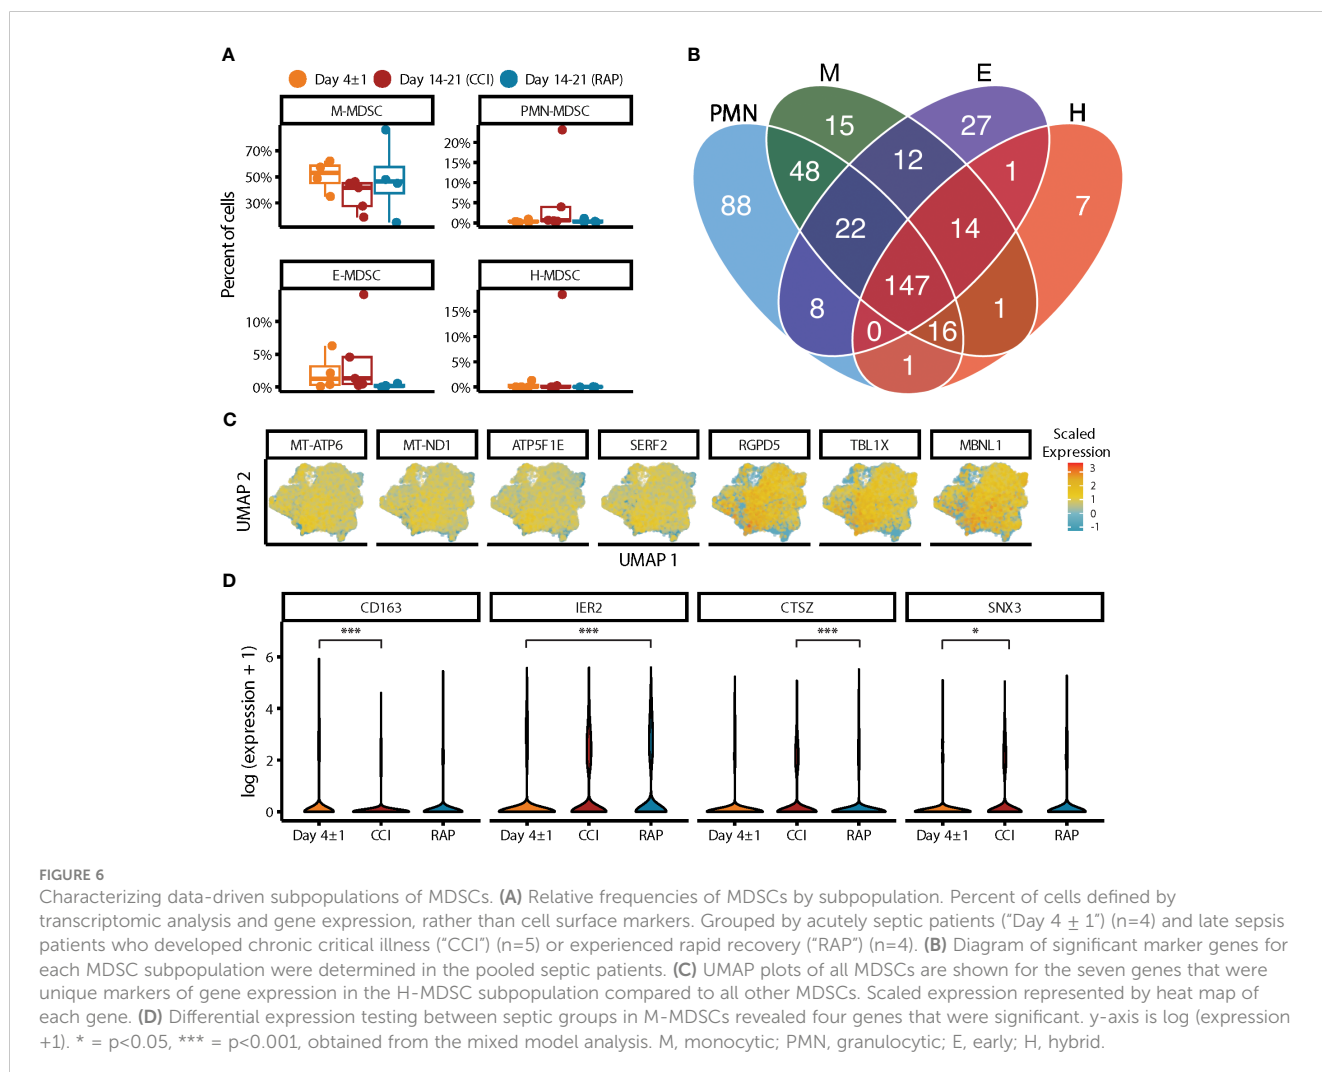 A
Day 4±1 Day 14-21 (CCI) Day 14-21 (RAP)
M-MDSC PMN-MDSC
70%
50%
30%
20%
15%
10%
5%
0%
Percent of cells
E-MDSC H-MDSC
10%
5%
0%
15%
10%
5%
0%
B
PMN M E H
15 27
48 12 1
88 22 14 7
147
8 0 16 1
1
C
MT-ATP6 MT-ND1 ATP5F1E SERF2 RGPD5 TBL1X MBNL1
UMAP 2
UMAP 1
Scaled
Expression
3
2
1
0
-1
D
CD163 IER2 CTSZ SNX3
*** *** *** *
log (expression + 1)
6
4
2
0
Day 4±1 CCI RAP Day 4±1 CCI RAP Day 4±1 CCI RAP Day 4±1 CCI RAP
FIGURE 6
Characterizing data-driven subpopulations of MDSCs. (A) Relative frequencies of MDSCs by subpopulation. Percent of cells defined by
transcriptomic analysis and gene expression, rather than cell surface markers. Grouped by acutely septic patients (“Day 4 ± 1”) (n=4) and late sepsis
patients who developed chronic critical illness (“CCI”) (n=5) or experienced rapid recovery (“RAP”) (n=4). (B) Diagram of significant marker genes for
each MDSC subpopulation were determined in the pooled septic patients. (C) UMAP plots of all MDSCs are shown for the seven genes that were
unique markers of gene expression in the H-MDSC subpopulation compared to all other MDSCs. Scaled expression represented by heat map of
each gene. (D) Differential expression testing between septic groups in M-MDSCs revealed four genes that were significant. y-axis is log (expression
+1). * = p<0.05, *** = p<0.001, obtained from the mixed model analysis. M, monocytic; PMN, granulocytic; E, early; H, hybrid.